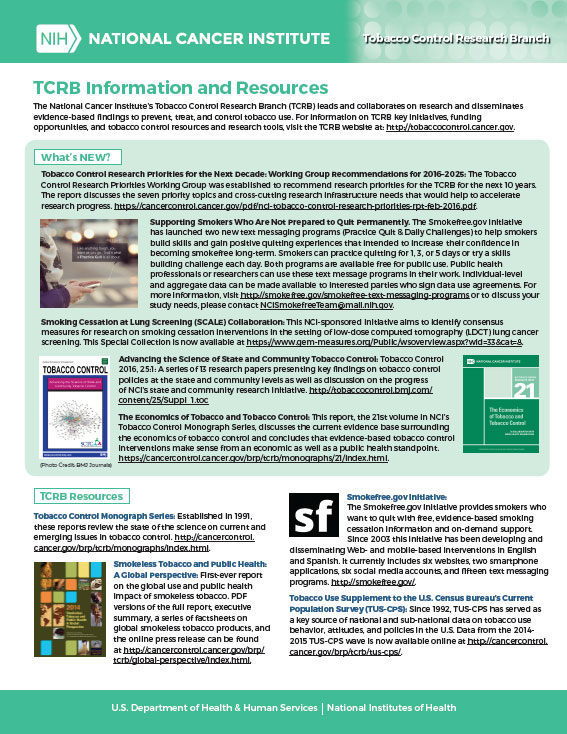 NIH NATIONAL CANCER INSTITUTE
Tobacco Control Research Branch
TCRB Information and Resources
The National Cancer Institute's Tobacco Control Research Branch (TCRB) leads and collaborates on research and disseminates
evidence-based findings to prevent, treat, and control tobacco use. For information on TCRB key initiatives, funding
opportunities, and tobacco control resources and research tools, visit the TCRB website at: http://tobaccocontrol.cancer.gov.
What's NEW?
Tobacco Control Research Priorities for the Next Decade: Working Group Recommendations for 2016-2025: The Tobacco
Control Research Priorities Working Group was established to recommend research priorities for the TCRB for the next 10 years.
The report discusses the seven priority topics and cross-cutting research infrastructure needs that would help to accelerate
research progress. https://cancercontrol.cancer.gov/pdf/nci-tobacco-control-research-priorities-rpt-feb-2016.pdf.
Supporting Smokers Who Are Not Prepared to Quit Permanently. The Smokefree.gov Initiative
has launched two new text messaging programs (Practice Quit & Daily Challenges) to help smokers
build skills and gain positive quitting experiences that intended to increase their confidence in
becoming smokefree long-term. Smokers can practice quitting for 1, 3, or 5 days or try a skills
building challenge each day. Both programs are available free for public use. Public health
professionals or researchers can use these text message programs in their work. Individual-level
and aggregate data can be made available to interested parties who sign data use agreements. For
more information, visit http://smokefree.gov/smokefree-text-messaging-programs or to discuss your
study needs, please contact NCISmokefreeTeam@mail.nih.gov.
Smoking Cessation at Lung Screening (SCALE) Collaboration: This NCI-sponsored initiative aims to identify consensus
measures for research on smoking cessation interventions in the setting of low-dose computed tomography (LDCT) lung cancer
screening. This Special Collection is now available at https://www.gem-measures.org/Public/wsoverview.aspx?wid=33&cat=8.
TOBACCO CONTROL
Advancing the Science of State and Community Tobacco Control
SCTC
(Photo Credit: BMJ Journals)
Advancing the Science of State and Community Tobacco Control: Tobacco Control
2016, 25:1: A series of 13 research papers presenting key findings on tobacco control
policies at the state and community levels as well as discussion on the progress
of NCI's state and community research initiative. http://tobaccocontrol.bmj.com/
content/25/Suppl_1.toc
The Economics of Tobacco and Tobacco Control: This report, the 21st volume in NCI's
Tobacco Control Monograph Series, discusses the current evidence base surrounding
the economics of tobacco control and concludes that evidence-based tobacco control
interventions make sense from an economic as well as a public health standpoint.
https://cancercontrol.cancer.gov/brp/tcrb/monographs/21/index.html.
NATIONAL CANCER INSTITUTE
21
The Economics
of Tobacco and
Tobacco Control
TCRB Resources
Tobacco Control Monograph Series: Established in 1991,
these reports review the state of the science on current and
emerging issues in tobacco control. http://cancercontrol.
cancer.gov/brp/tcrb/monographs/index.html.
2014
Smokeless Tobacco and Public Health:
A Global Perspective: First-ever report
on the global use and public health
impact of smokeless tobacco. PDF
versions of the full report, executive
summary, a series of factsheets on
global smokeless tobacco products, and
the online press release can be found
at http://cancercontrol.cancer.gov/brp/
tcrb/global-perspective/index.html.
sf
Smokefree.gov Initiative:
The Smokefree.gov Initiative provides smokers who
want to quit with free, evidence-based smoking
cessation information and on-demand support.
Since 2003 this initiative has been developing and
disseminating Web- and mobile-based interventions in English
and Spanish. It currently includes six websites, two smartphone
applications, six social media accounts, and fifteen text messaging
programs. http://smokefree.gov/.
Tobacco Use Supplement to the U.S. Census Bureau's Current
Population Survey (TUS-CPS): Since 1992, TUS-CPS has served as
a key source of national and sub-national data on tobacco use
behavior, attitudes, and policies in the U.S. Data from the 2014-
2015 TUS-CPS wave is now available online at http://cancercontrol.
cancer.gov/brp/tcrb/tus-cps/.
U.S. Department of Health & Human Services | National Institutes of Health